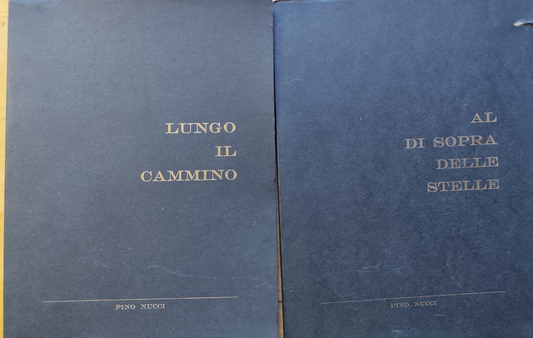 LUNGO
IL
CAMMINO
PINO NUCCI
AL
DI SOPRA
DELLE
STELLE
PINO NUCCI